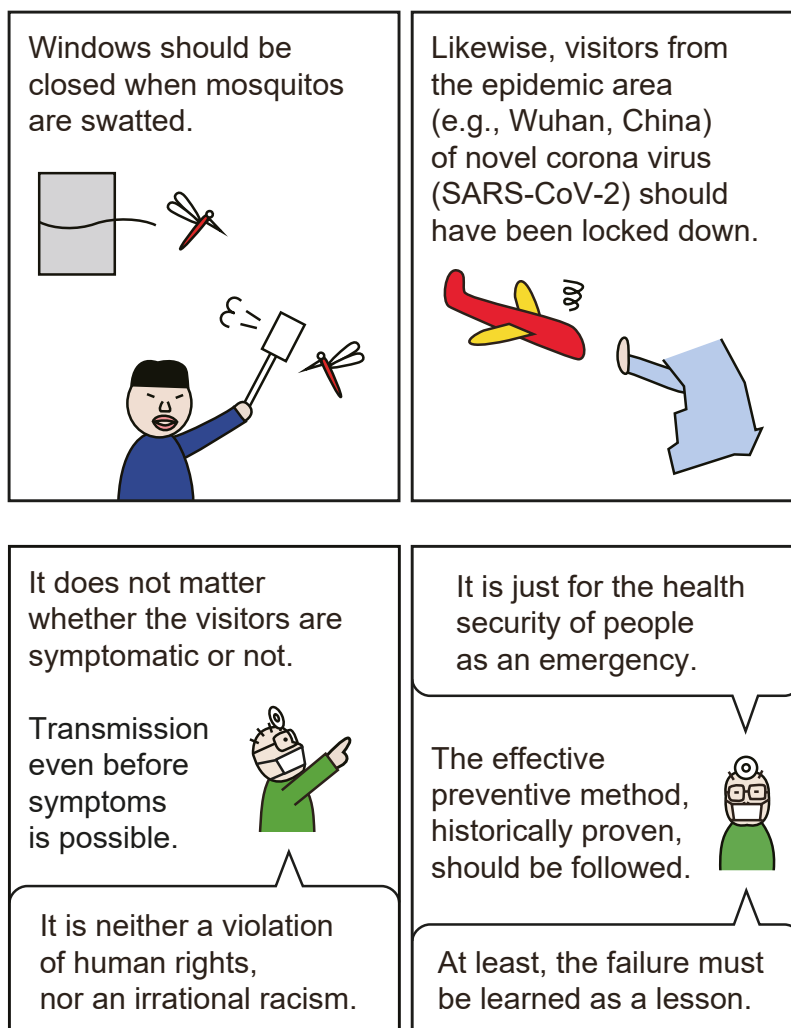 Windows should be
closed when mosquitos
are swatted.
Likewise, visitors from
the epidemic area
(e.g., Wuhan, China)
of novel corona virus
(SARS-CoV-2) should
have been locked down.
It does not matter
whether the visitors are
symptomatic or not.
Transmission
even before
symptoms
is possible.
It is neither a violation
of human rights,
nor an irrational racism.
It is just for the health
security of people
as an emergency.
The effective
preventive method,
historically proven,
should be followed.
At least, the failure must
be learned as a lesson.